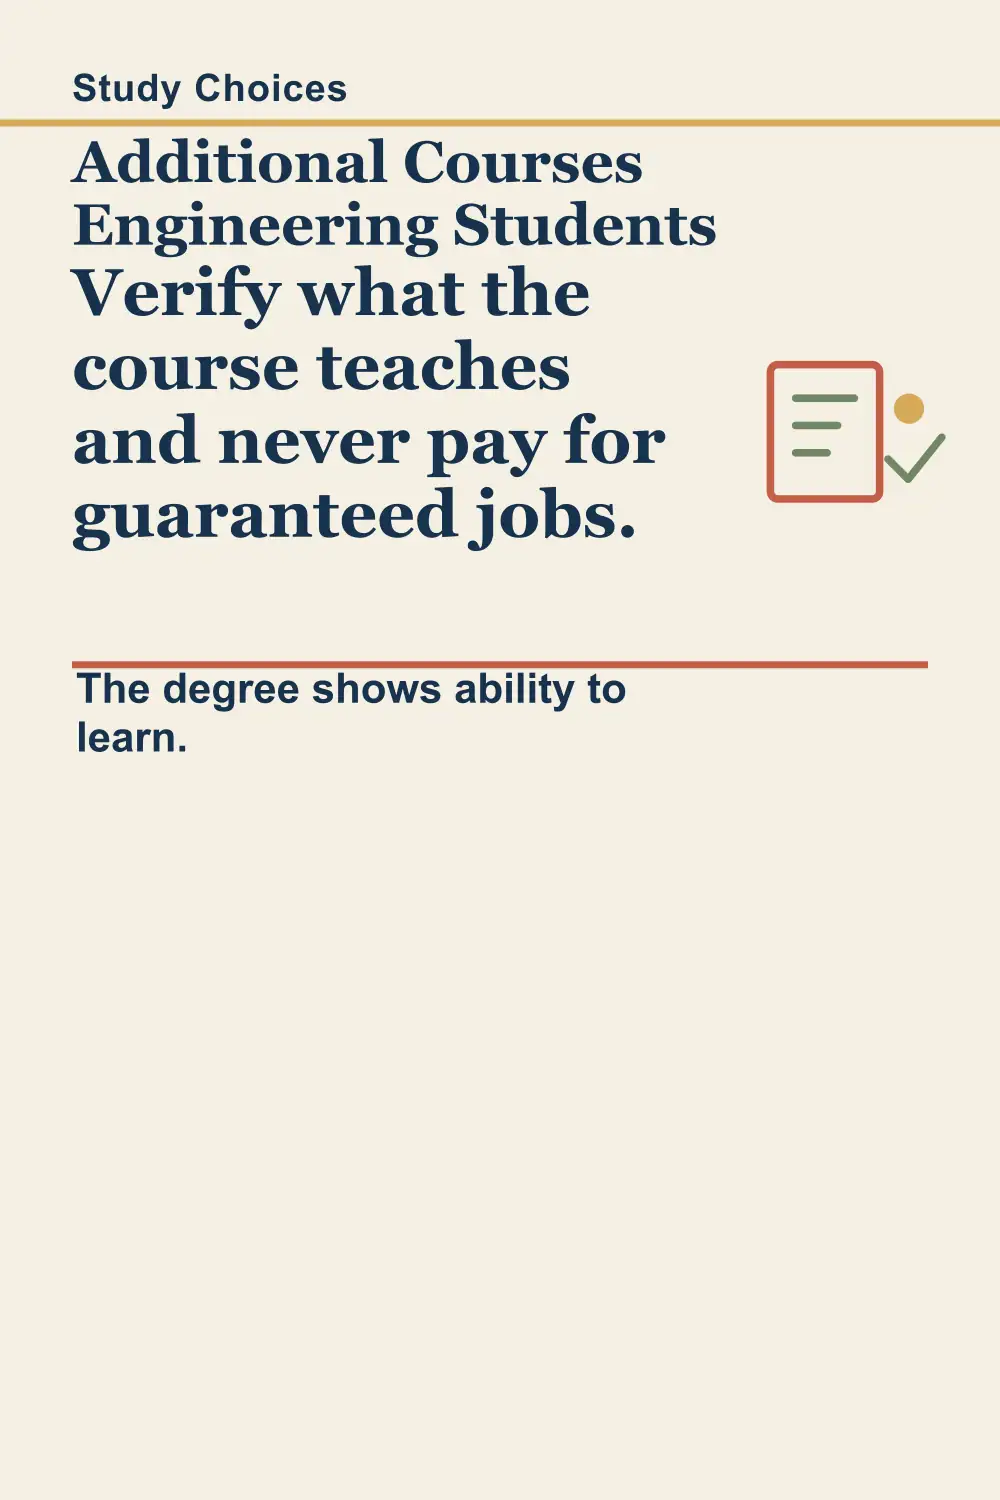 Study Choices
Additional Courses
Engineering Students
Verify what the
course teaches
and never pay for
guaranteed jobs.
The degree shows ability to
learn.